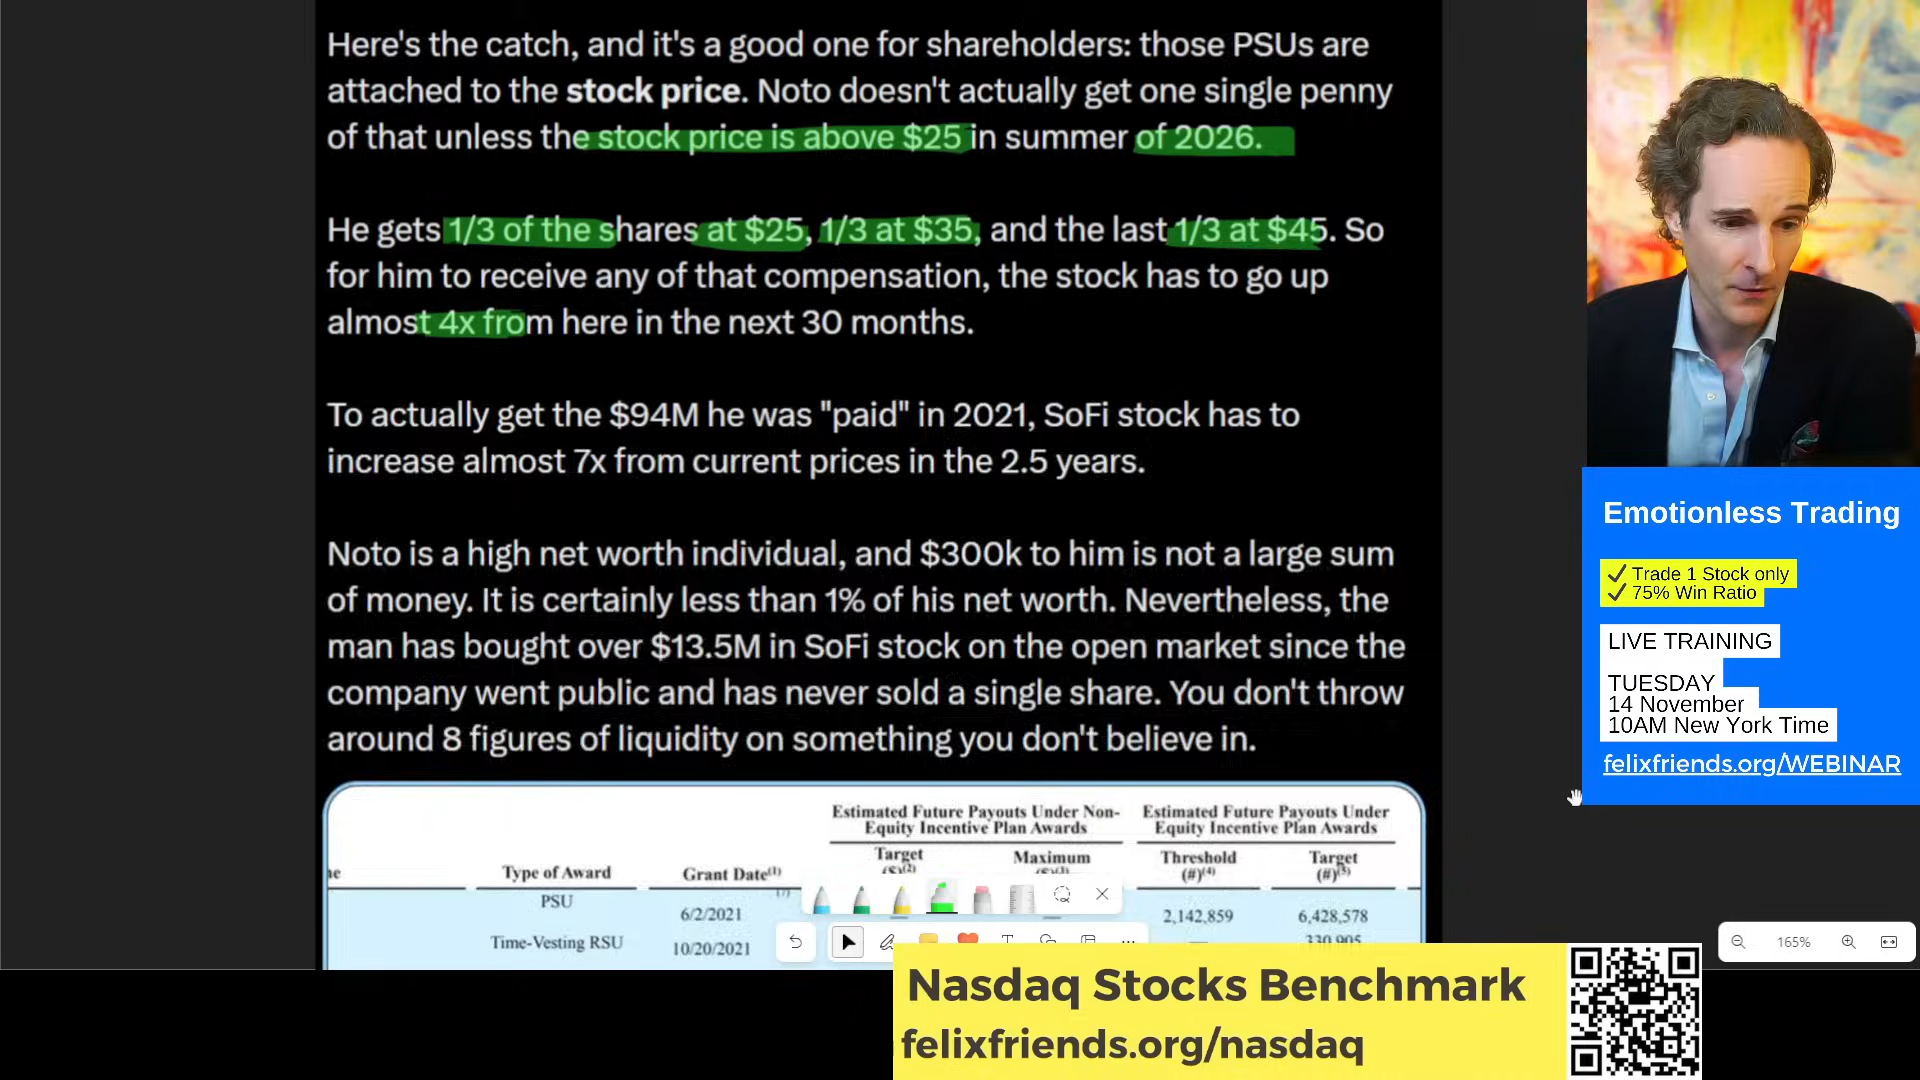 Here's the catch, and it's a good one for shareholders: those PSUs are
attached to the stock price. Noto doesn't actually get one single penny
of that unless the stock price is above $25 in summer of 2026.
He gets 1/3 of the shares at $25, 1/3 at $35, and the last 1/3 at $45. So
for him to receive any of that compensation, the stock has to go up
almost 4x from here in the next 30 months.
To actually get the $94M he was "paid" in 2021, SoFi stock has to
increase almost 7x from current prices in the 2.5 years.
Noto is a high net worth individual, and $300k to him is not a large sum
of money. It is certainly less than 1% of his net worth. Nevertheless, the
man has bought over $13.5M in SoFi stock on the open market since the
company went public and has never sold a single share. You don't throw
around 8 figures of liquidity on something you don't believe in.
Estimated Future Payouts Under Non-
Equity Incentive Plan Awards
Estimated Future Payouts Under
Equity Incentive Plan Awards
Type of Award
Grant Date(1)
Target
Maximum
Threshold
(#)(4)
Target
(#)(5)
PSU
6/2/2021
2,142,859
6,428,578
Time-Vesting RSU
10/20/2021
330,905
165%
Emotionless Trading
✓ Trade 1 Stock only
✓ 75% Win Ratio
LIVE TRAINING
TUESDAY
14 November
10AM New York Time
felixfriends.org/WEBINAR
Nasdaq Stocks Benchmark
felixfriends.org/nasdaq